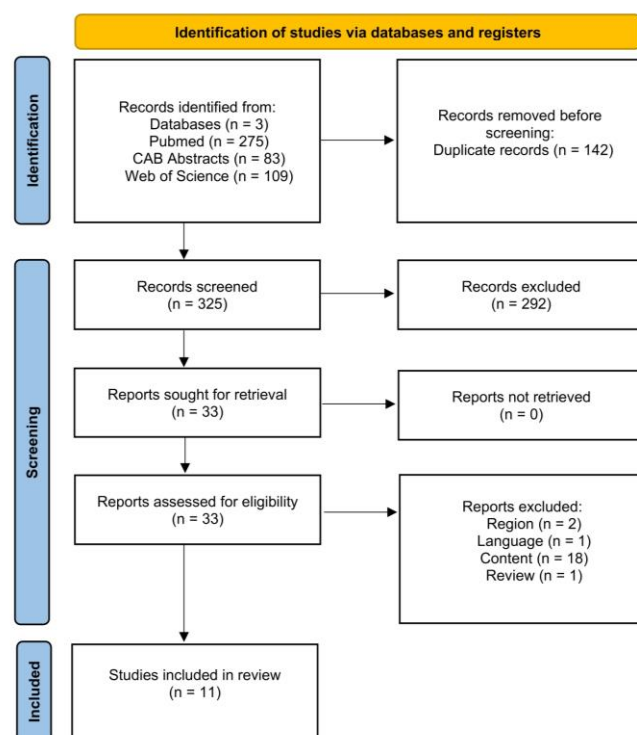 Identification of studies via databases and registers
Identification
Records identified from:
Databases (n = 3)
Pubmed (n = 275)
CAB Abstracts (n = 83)
Web of Science (n = 109)
Records removed before
screening:
Duplicate records (n = 142)
Screening
Records screened
(n = 325)
Records excluded
(n = 292)
Reports sought for retrieval
(n = 33)
Reports not retrieved
(n = 0)
Reports assessed for eligibility
(n = 33)
Reports excluded:
Region (n = 2)
Language (n = 1)
Content (n = 18)
Review (n = 1)
Included
Studies included in review
(n = 11)